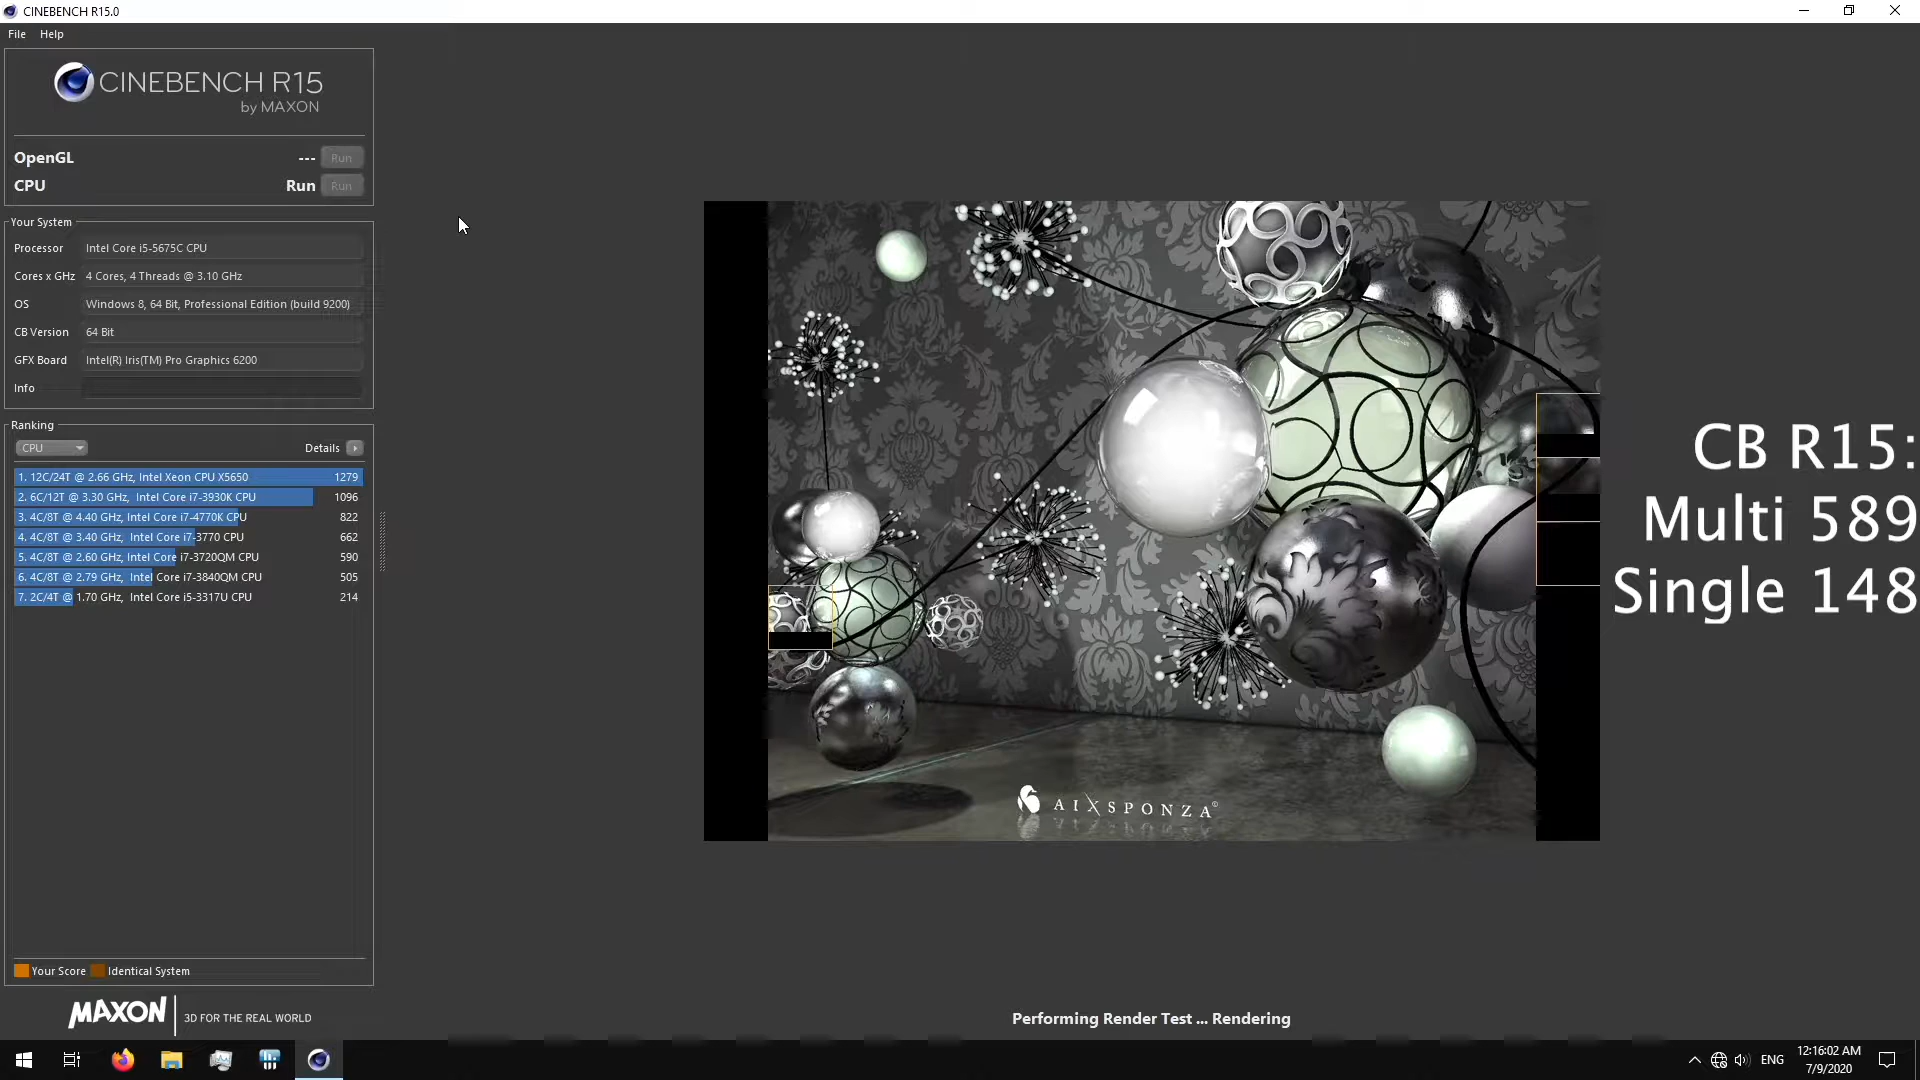 CINEBENCH R15.0
File Help
CINEBENCH R15
by MAXON
OpenGL --- Run
CPU Run Run
Your System
Processor Intel Core i5-5675C CPU
Cores x GHz 4 Cores, 4 Threads @ 3.10 GHz
OS Windows 8, 64 Bit, Professional Edition (build 9200)
CB Version 64 Bit
GFX Board Intel(R) Iris(TM) Pro Graphics 6200
Info
Ranking
CPU Details
1. 12C/24T @ 2.66 GHz, Intel Xeon CPU X5650 1279
2. 6C/12T @ 3.30 GHz, Intel Core i7-3930K CPU 1096
3. 4C/8T @ 4.40 GHz, Intel Core i7-4770K CPU 822
4. 4C/8T @ 3.40 GHz, Intel Core i7-3770 CPU 662
5. 4C/8T @ 2.60 GHz, Intel Core i7-3720QM CPU 590
6. 4C/8T @ 2.79 GHz, Intel Core i7-3840QM CPU 505
7. 2C/4T @ 1.70 GHz, Intel Core i5-3317U CPU 214
CB R15:
Multi 589
Single 148
AIXSPONZA®
Your Score Identical System
MAXON 3D FOR THE REAL WORLD
Performing Render Test ... Rendering
ENG
12:16:02 AM
7/9/2020